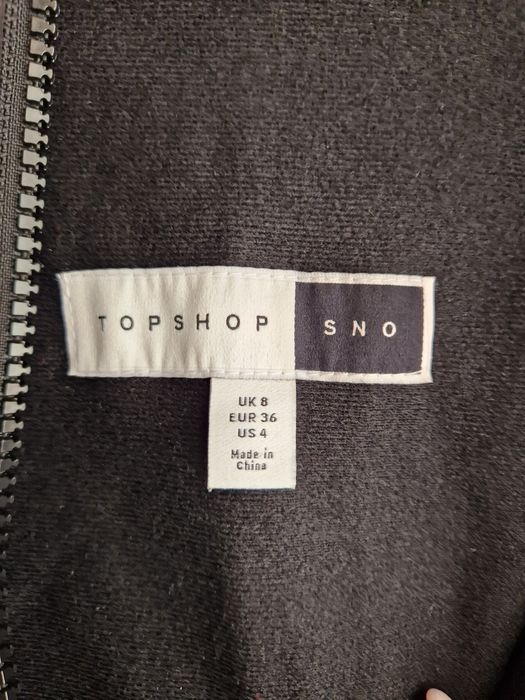 TOPSHOP SNO
UK 8
EUR 36
US 4
Made in
China